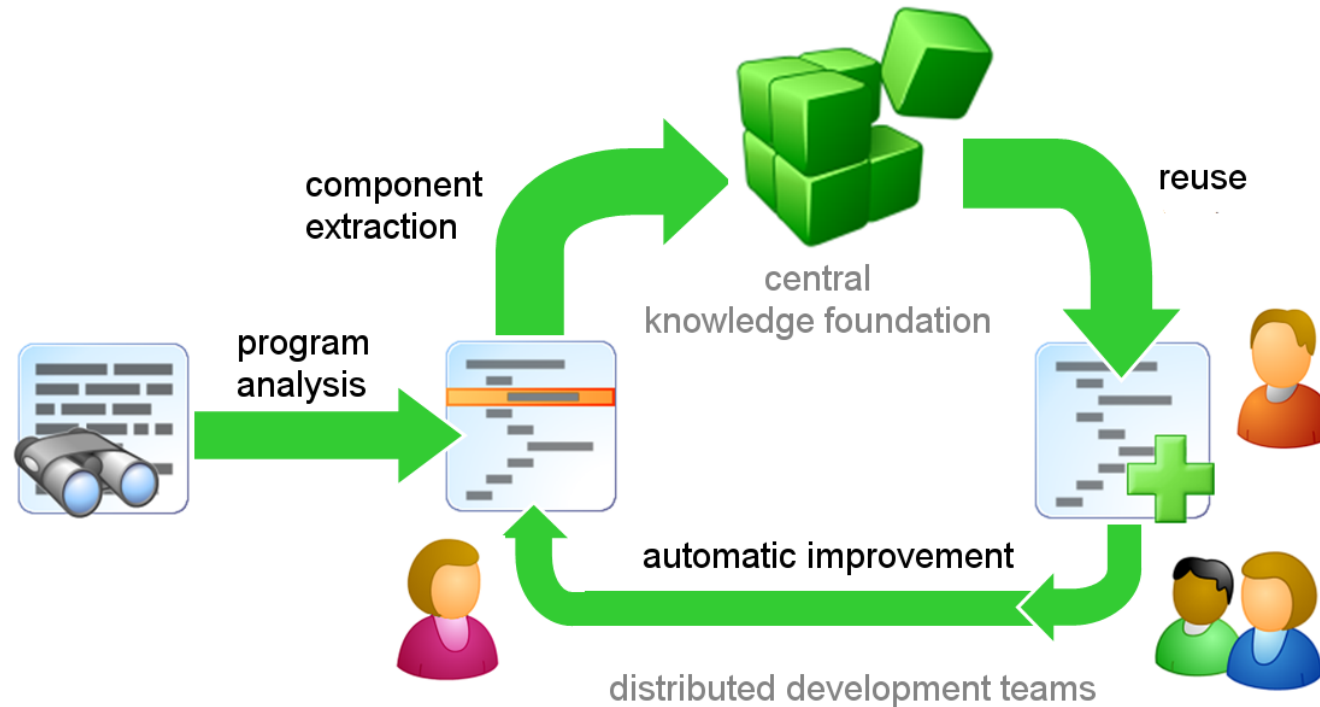 component
extraction
reuse
central
knowledge foundation
program
analysis
automatic improvement
distributed development teams